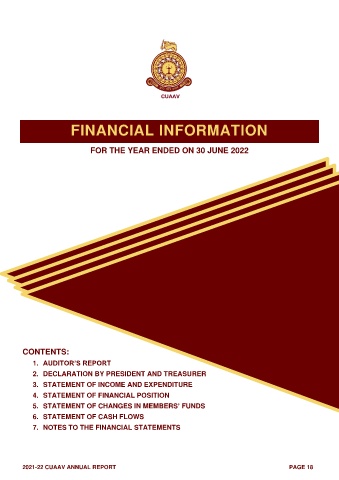 CUAAV
FINANCIAL INFORMATION
FOR THE YEAR ENDED ON 30 JUNE 2022
CONTENTS:
1. AUDITOR'S REPORT
2. DECLARATION BY PRESIDENT AND TREASURER
3. STATEMENT OF INCOME AND EXPENDITURE
4. STATEMENT OF FINANCIAL POSITION
5. STATEMENT OF CHANGES IN MEMBERS' FUNDS
6. STATEMENT OF CASH FLOWS
7. NOTES TO THE FINANCIAL STATEMENTS
2021-22 CUAAV ANNUAL REPORT PAGE 18